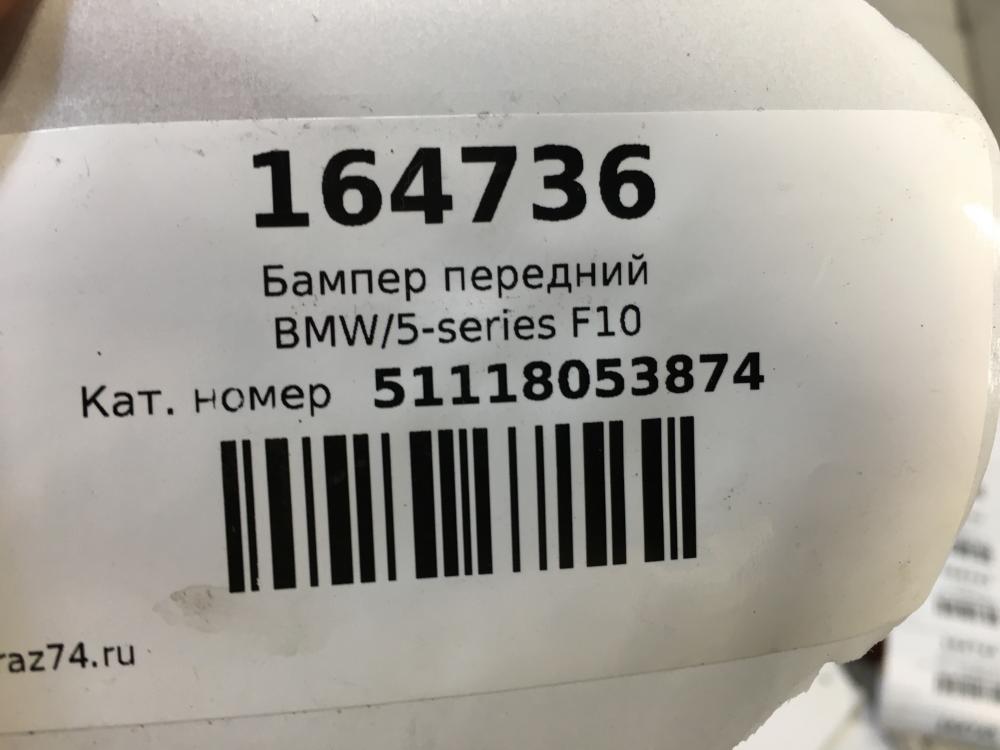 164736
Бампер передний
BMW/5-series F10
Кат. номер 51118053874
raz74.ru